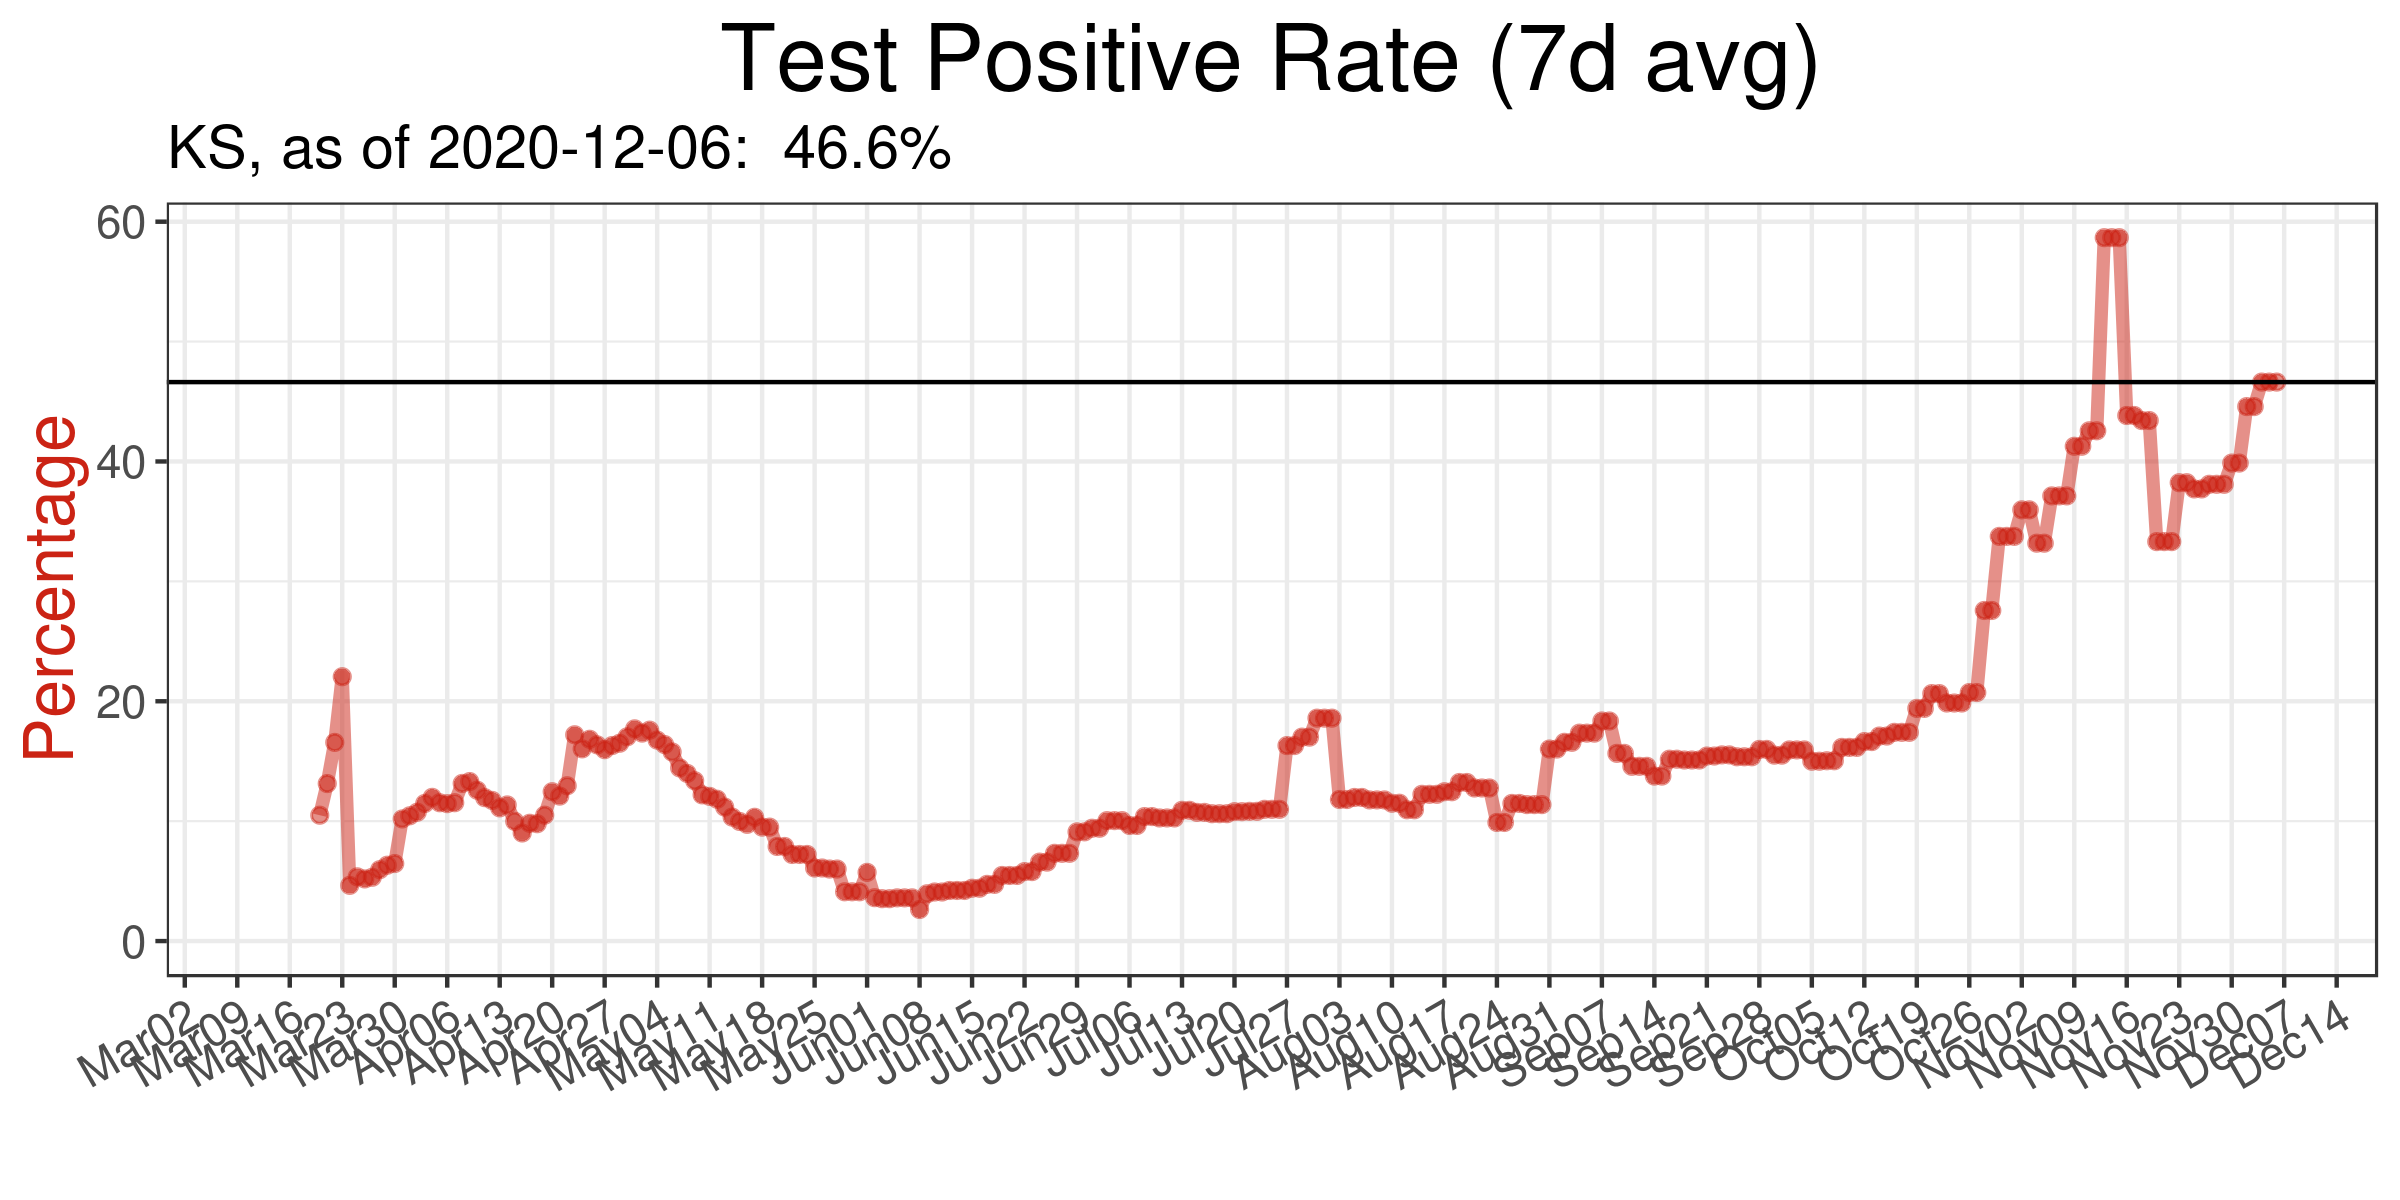 Test Positive Rate (7d avg)
KS, as of 2020-12-06:  46.6%
Percentage
60
40
20
0
Mar02
Mar09
Mar16
Mar23
Mar30
Apr06
Apr13
Apr20
Apr27
May04
May11
May18
May25
Jun01
Jun08
Jun15
Jun22
Jun29
Jul06
Jul13
Jul20
Jul27
Aug03
Aug10
Aug17
Aug24
Aug31
Sep07
Sep14
Sep21
Sep28
Oct05
Oct12
Oct19
Oct26
Nov02
Nov09
Nov16
Nov23
Nov30
Dec07
Dec14